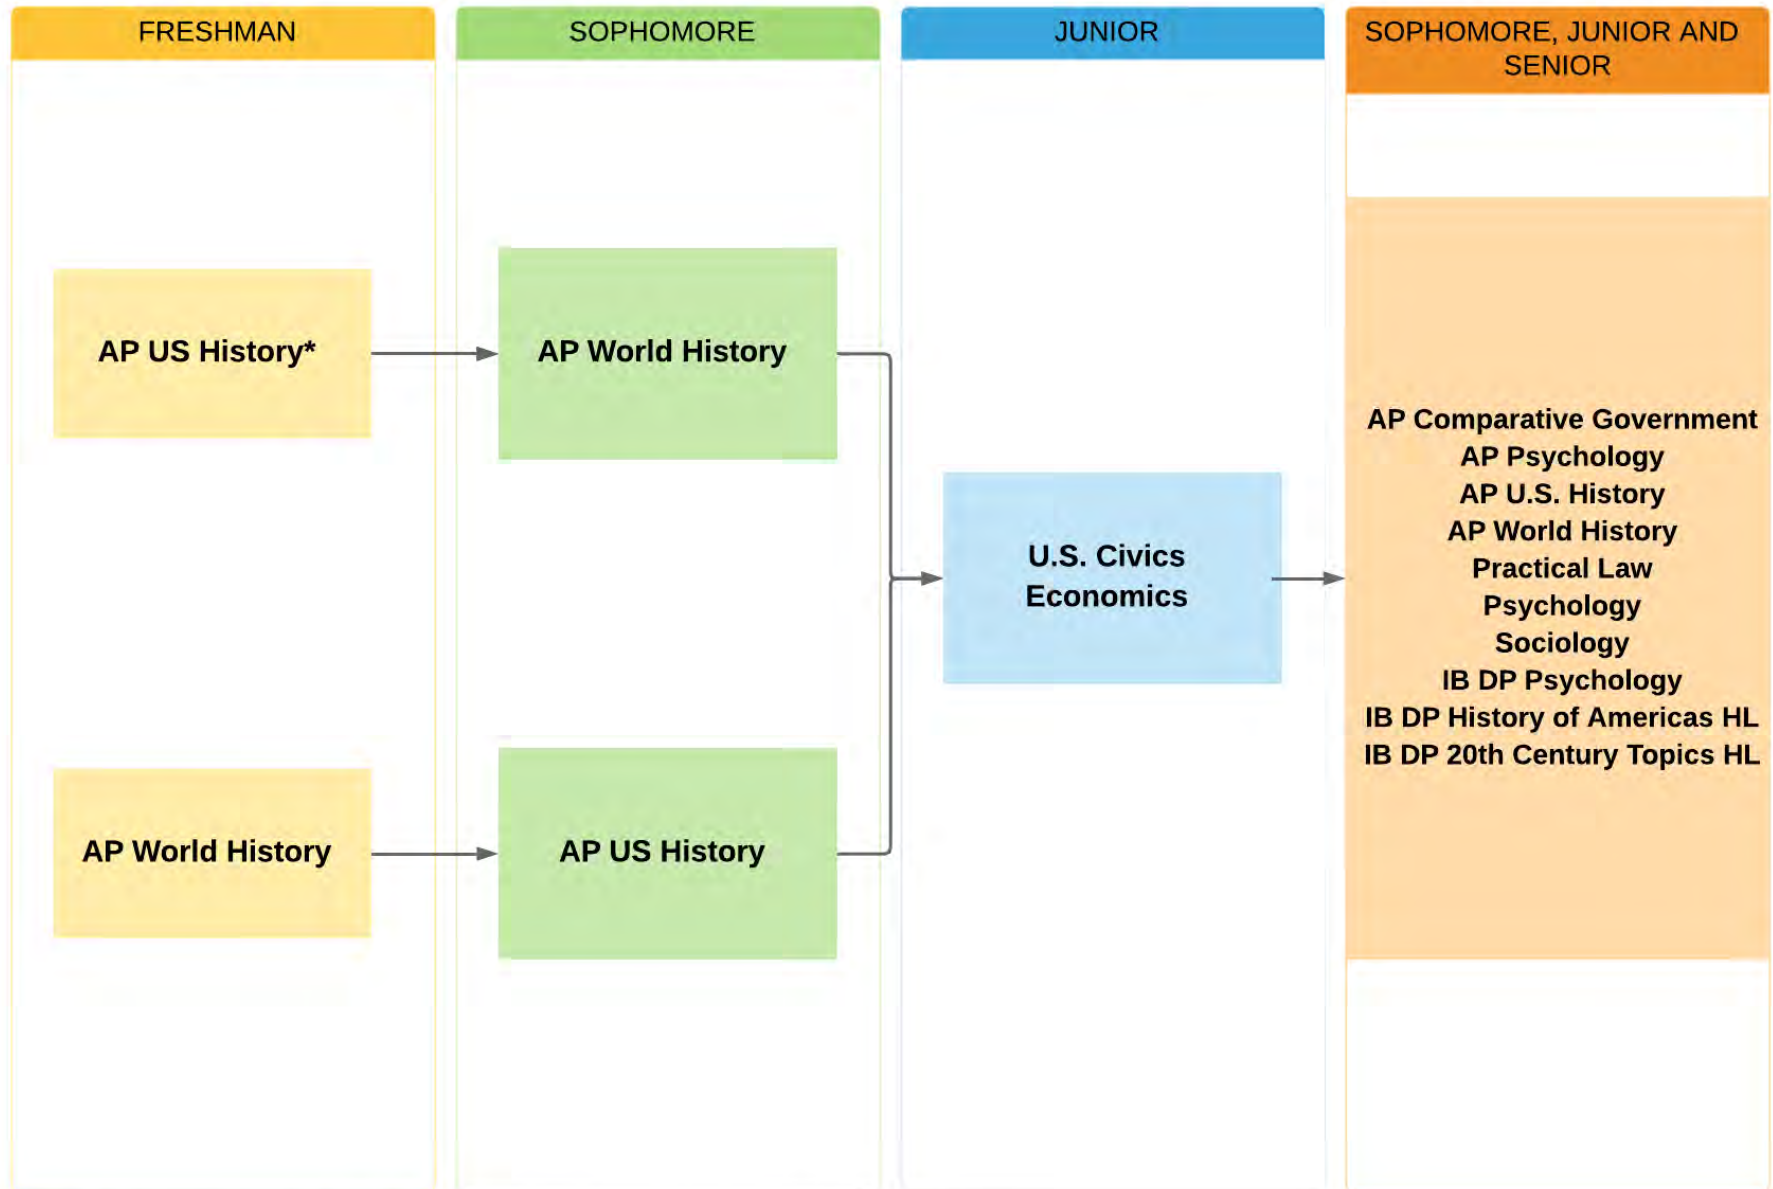 FRESHMAN
SOPHOMORE
JUNIOR
SOPHOMORE, JUNIOR AND
SENIOR
AP US History*
AP World History
AP World History
AP US History
U.S. Civics
Economics
AP Comparative Government
AP Psychology
AP U.S. History
AP World History
Practical Law
Psychology
Sociology
IB DP Psychology
IB DP History of Americas HL
IB DP 20th Century Topics HL